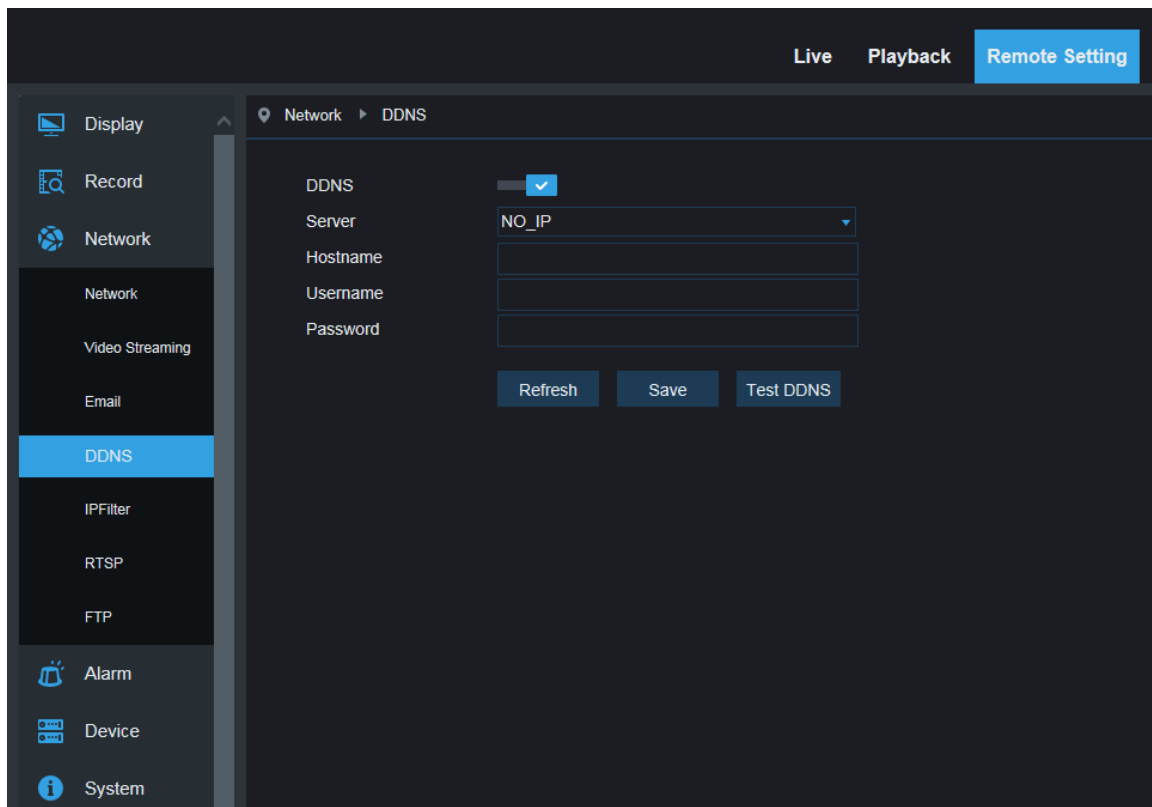 Live Playback Remote Setting
Network DDNS
Display
Record
Network
Network
Video Streaming
Email
DDNS
IPFilter
RTSP
FTP
Alarm
Device
System
DDNS
Server NO_IP
Hostname
Username
Password
Refresh Save Test DDNS